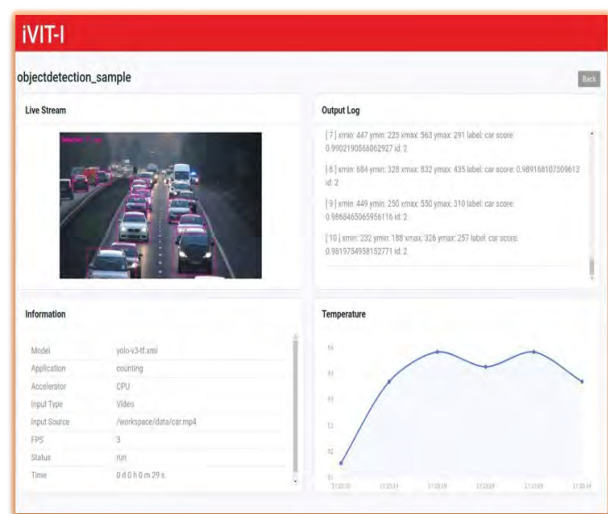 iVIT-I
objectdetection_sample
Back
Live Stream
Output Log
[ 7 ] xmin: 447 ymin: 225 xmax: 563 ymax: 291 label: car score:
0.9902190566062927 id: 2
[ 8 ] xmin: 684 ymin: 328 xmax: 832 ymax: 435 label: car score: 0.989168107509613
id: 2
[ 9 ] xmin: 449 ymin: 250 xmax: 550 ymax: 310 label: car score:
0.9866465065956116 id: 2
[ 10 ] xmin: 232 ymin: 188 xmax: 326 ymax: 257 label: car score:
0.9819754958152771 id: 2
Information
Model yolo-v3-tf.xml
Application counting
Accelerator CPU
Input Type Video
Input Source /workspace/data/car.mp4
FPS 3
Status run
Time 0 d 0 h 0 m 29 s
Temperature